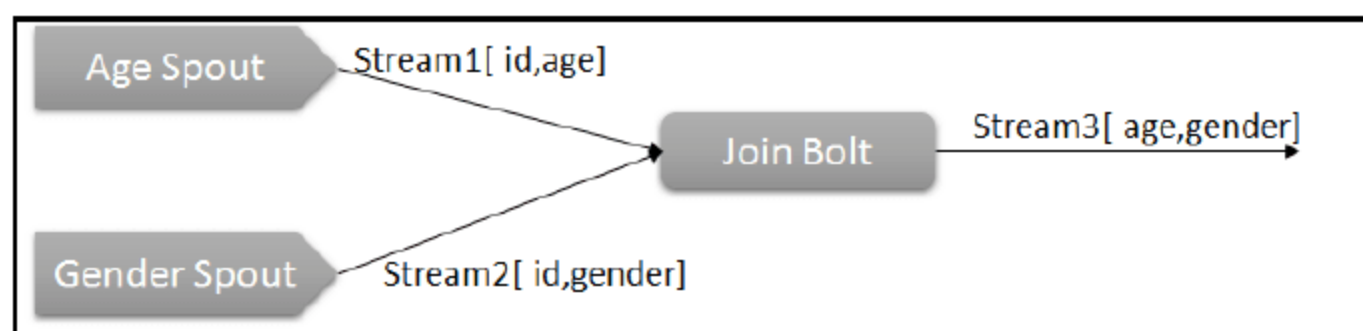 Age Spout
Stream1[ id,age]
Join Bolt
Stream3[ age,gender]
Gender Spout
Stream2[ id,gender]